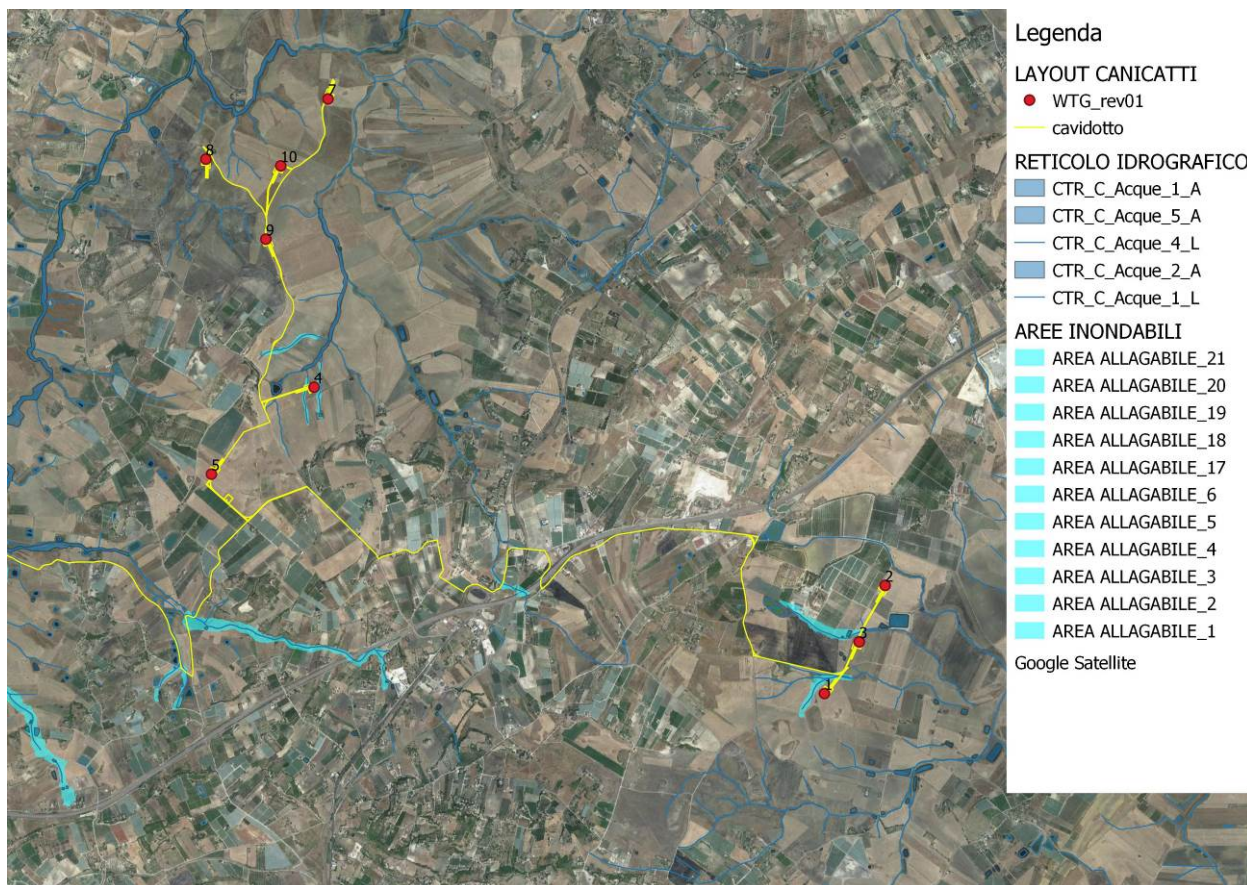 7
8
10
9
4
5
2
3
1
Legenda
LAYOUT CANICATTI
WTG_rev01
cavidotto
RETICOLO IDROGRAFICO
CTR_C_Acque_1_A
CTR_C_Acque_5_A
CTR_C_Acque_4_L
CTR_C_Acque_2_A
CTR_C_Acque_1_L
AREE INONDABILI
AREA ALLAGABILE_21
AREA ALLAGABILE_20
AREA ALLAGABILE_19
AREA ALLAGABILE_18
AREA ALLAGABILE_17
AREA ALLAGABILE_6
AREA ALLAGABILE_5
AREA ALLAGABILE_4
AREA ALLAGABILE_3
AREA ALLAGABILE_2
AREA ALLAGABILE_1
Google Satellite